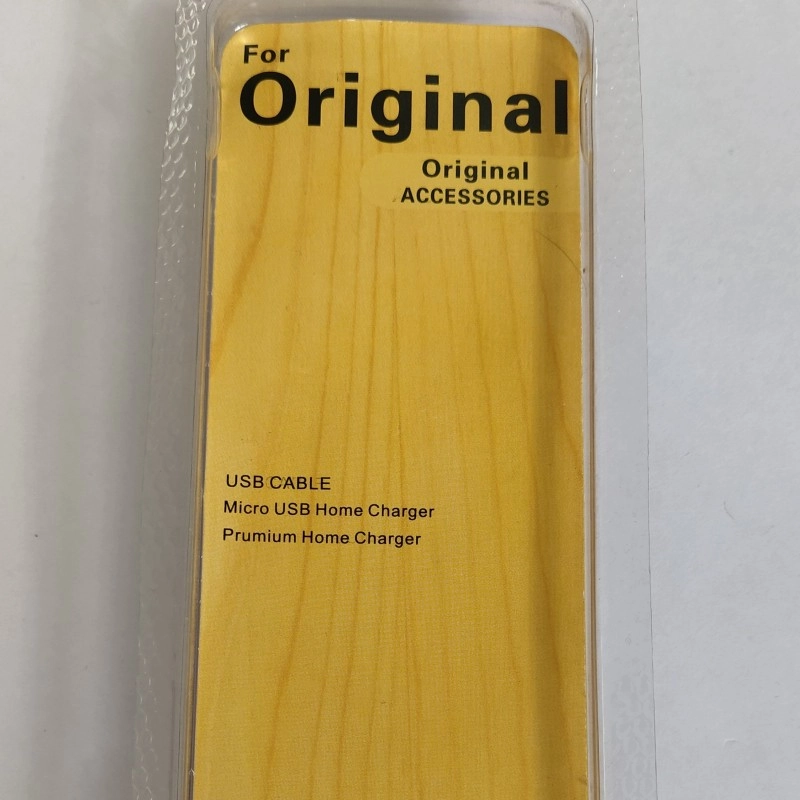 For
Original
Original
ACCESSORIES
USB CABLE
Micro USB Home Charger
Prumium Home Charger